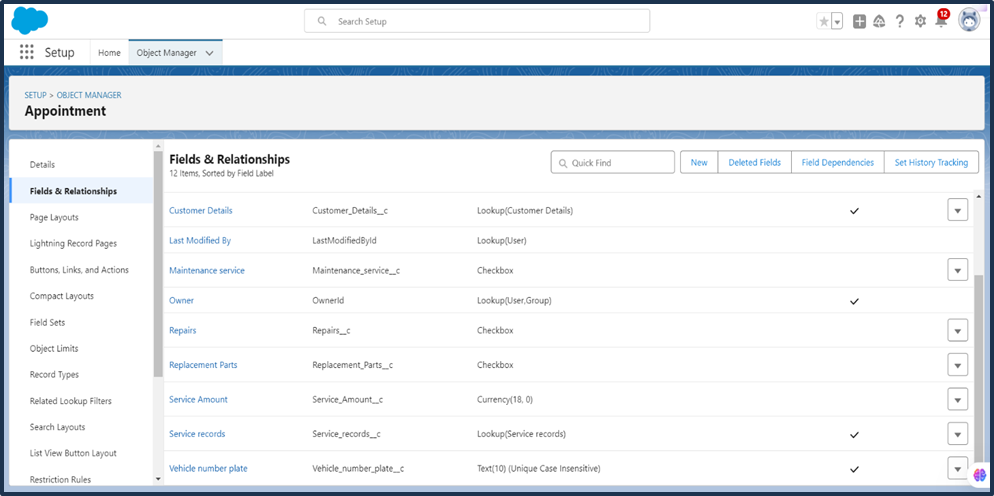 Search Setup
12
Setup
Home
Object Manager
SETUP > OBJECT MANAGER
Appointment
Details
Fields & Relationships
Page Layouts
Lightning Record Pages
Buttons, Links, and Actions
Compact Layouts
Field Sets
Object Limits
Record Types
Related Lookup Filters
Search Layouts
List View Button Layout
Restriction Rules
Fields & Relationships
12 Items, Sorted by Field Label
Quick Find
New
Deleted Fields
Field Dependencies
Set History Tracking
Customer Details Customer_Details__c Lookup(Customer Details)
Last Modified By LastModifiedById Lookup(User)
Maintenance service Maintenance_service__c Checkbox
Owner OwnerId Lookup(User,Group)
Repairs Repairs__c Checkbox
Replacement Parts Replacement_Parts__c Checkbox
Service Amount Service_Amount__c Currency(18, 0)
Service records Service_records__c Lookup(Service records)
Vehicle number plate Vehicle_number_plate__c Text(10) (Unique Case Insensitive)